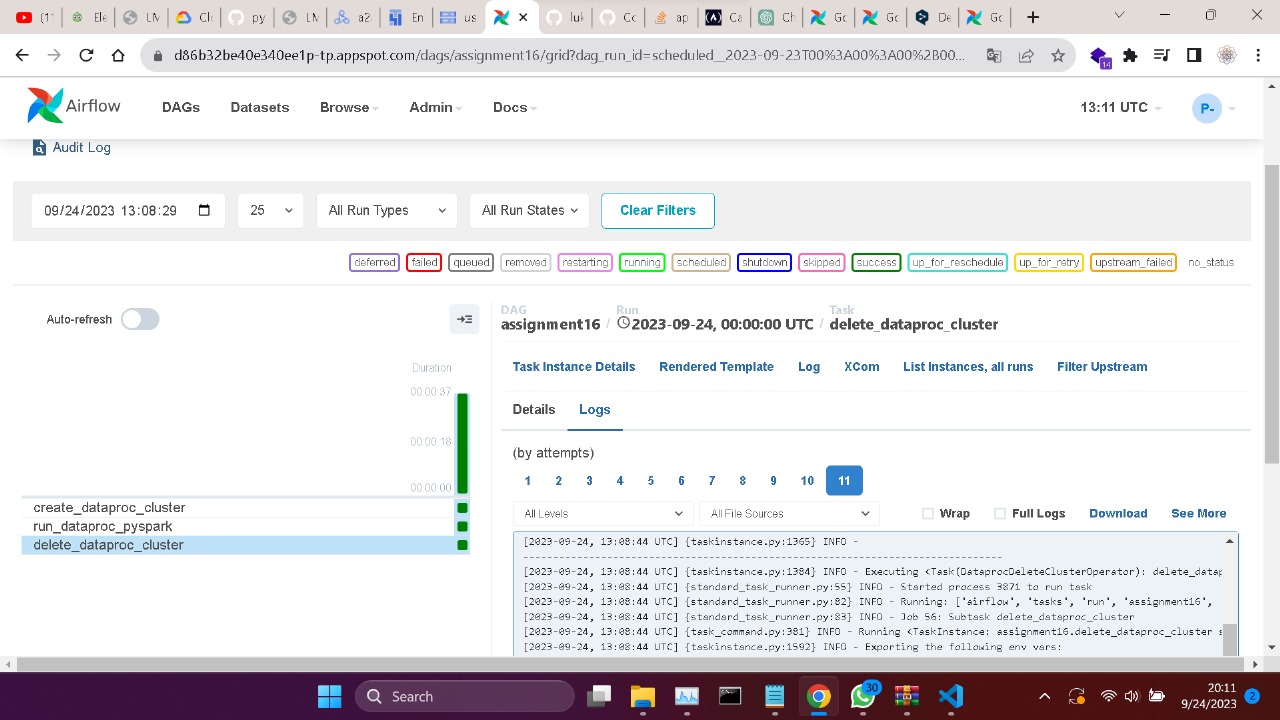 (1
de
LM
LM
Clo
py
LM
a2
En
us
luk
Co
ap
Ca
Ch
Go
Go
De
Go
d86b32be40e340ee1p-tp.appspot.com/dags/assignment16/grid?dag_run_id=scheduled__2023-09-23T00%3A00%3A00%2B00...
14
Airflow
DAGs
Datasets
Browse
Admin
Docs
13:11 UTC
P-
Audit Log
09/24/2023 13:08:29
25
All Run Types
All Run States
Clear Filters
deferred
failed
queued
removed
restarting
running
scheduled
shutdown
skipped
success
up_for_reschedule
up_for_retry
upstream_failed
no_status
Auto-refresh
Duration
00:00:37
00:00:18
00:00:00
create_dataproc_cluster
run_dataproc_pyspark
delete_dataproc_cluster
DAG
assignment16
/
Run
2023-09-24, 00:00:00 UTC
/
Task
delete_dataproc_cluster
Task Instance Details
Rendered Template
Log
XCom
List Instances, all runs
Filter Upstream
Details
Logs
(by attempts)
1 2 3 4 5 6 7 8 9 10 11
All Levels
All File Sources
Wrap
Full Logs
Download
See More
[2023-09-24, 13:08:44 UTC] {taskinstance.py:1365} INFO -
--------------------------------------------------------------------------------
[2023-09-24, 13:08:44 UTC] {taskinstance.py:1384} INFO - Executing <Task(DataprocDeleteClusterOperator): delete_datap
[2023-09-24, 13:08:44 UTC] {standard_task_runner.py:55} INFO - Started process 3871 to run task
[2023-09-24, 13:08:44 UTC] {standard_task_runner.py:82} INFO - Running: ['airflow', 'tasks', 'run', 'assignment16',
[2023-09-24, 13:08:44 UTC] {standard_task_runner.py:83} INFO - Job 56: Subtask delete_dataproc_cluster
[2023-09-24, 13:08:44 UTC] {task_command.py:381} INFO - Running <TaskInstance: assignment16.delete_dataproc_cluster
[2023-09-24, 13:08:44 UTC] {taskinstance.py:1592} INFO - Exporting the following env vars:
Search
30
20:11
9/24/2023
2